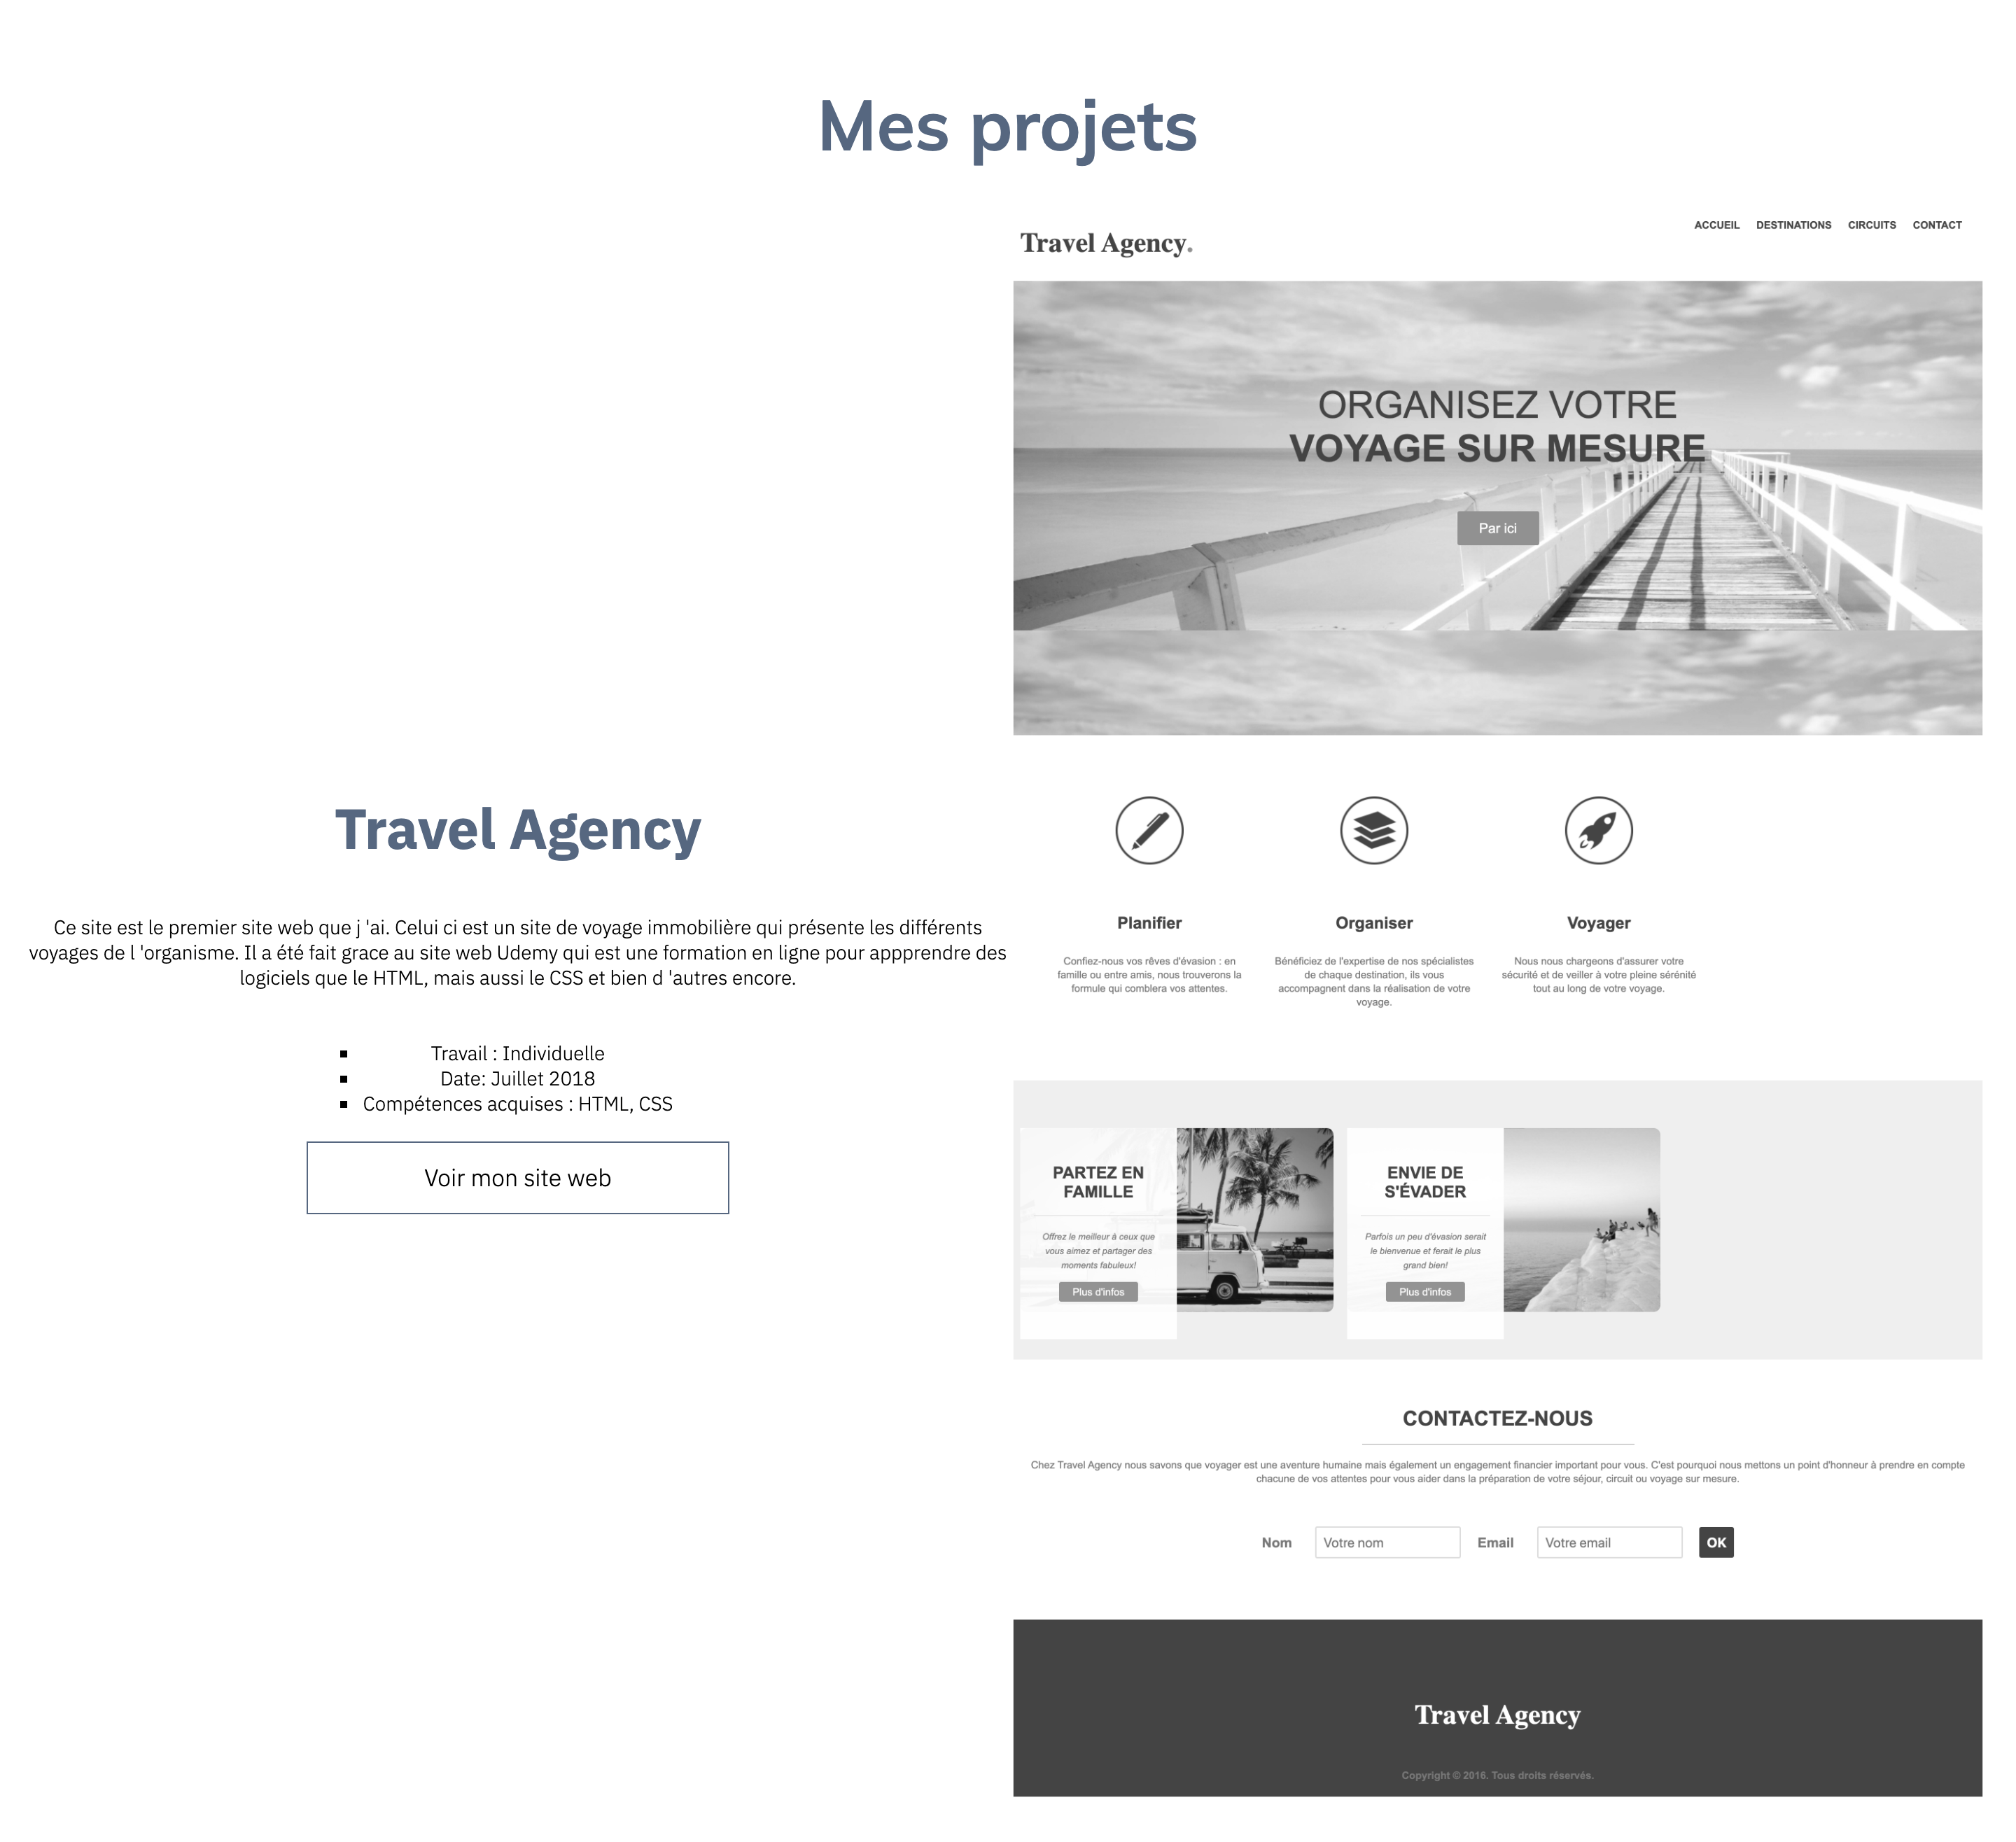 Mes projets
Travel Agency
Ce site est le premier site web que j 'ai. Celui ci est un site de voyage immobilière qui présente les différents
voyages de l 'organisme. Il a été fait grace au site web Udemy qui est une formation en ligne pour appprendre des
logiciels que le HTML, mais aussi le CSS et bien d 'autres encore.
Travail : Individuelle
Date: Juillet 2018
Compétences acquises : HTML, CSS
Voir mon site web
Travel Agency.
ACCUEIL DESTINATIONS CIRCUITS CONTACT
ORGANISEZ VOTRE
VOYAGE SUR MESURE
Par ici
Planifier
Confiez-nous vos rêves d'évasion : en
famille ou entre amis, nous trouverons la
formule qui comblera vos attentes.
Organiser
Bénéficiez de l'expertise de nos spécialistes
de chaque destination, ils vous
accompagnent dans la réalisation de votre
voyage.
Voyager
Nous nous chargeons d'assurer votre
sécurité et de veiller à votre pleine sérénité
tout au long de votre voyage.
PARTEZ EN
FAMILLE
Offrez le meilleur à ceux que
vous aimez et partager des
moments fabuleux!
Plus d'infos
ENVIE DE
S'ÉVADER
Parfois un peu d'évasion serait
le bienvenue et ferait le plus
grand bien!
Plus d'infos
CONTACTEZ-NOUS
Chez Travel Agency nous savons que voyager est une aventure humaine mais également un engagement financier important pour vous. C'est pourquoi nous mettons un point d'honneur à prendre en compte
chacune de vos attentes pour vous aider dans la préparation de votre séjour, circuit ou voyage sur mesure.
Nom Votre nom Email Votre email OK
Travel Agency
Copyright © 2016. Tous droits réservés.